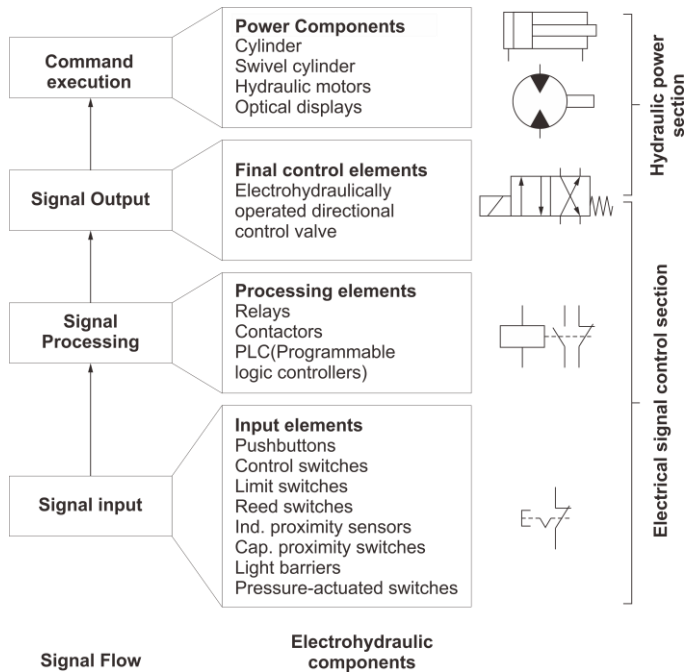 Command
execution
Power Components
Cylinder
Swivel cylinder
Hydraulic motors
Optical displays
Hydraulic power
section
Signal Output
Final control elements
Electrohydraulically
operated directional
control valve
Signal
Processing
Processing elements
Relays
Contactors
PLC(Programmable
logic controllers)
Electrical signal control section
Signal input
Input elements
Pushbuttons
Control switches
Limit switches
Reed switches
Ind. proximity sensors
Cap. proximity switches
Light barriers
Pressure-actuated switches
Signal Flow
Electrohydraulic
components